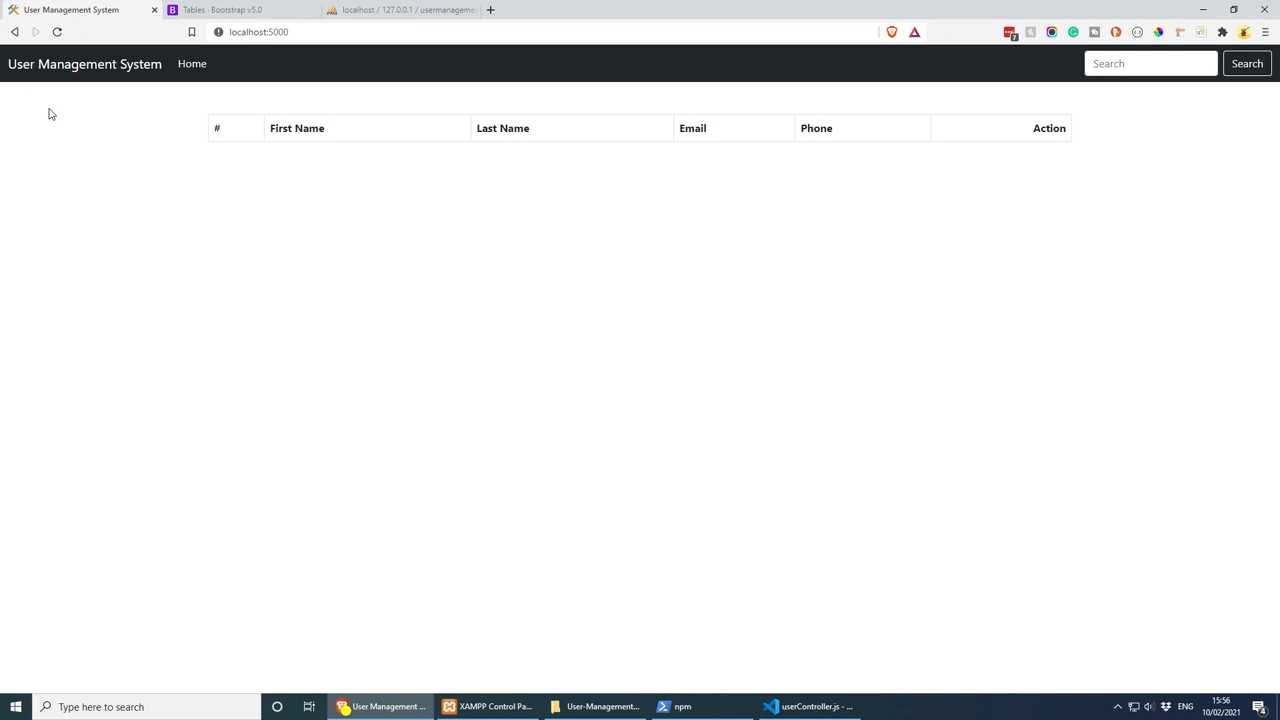 User Management System
Tables · Bootstrap v5.0
localhost / 127.0.0.1 / usermanageme
localhost:5000
7
User Management System
Home
Search
Search
# First Name Last Name Email Phone Action
Type here to search
User Management ...
XAMPP Control Pa...
User-Management...
npm
userController.js - ...
ENG
15:56
10/02/2021
4